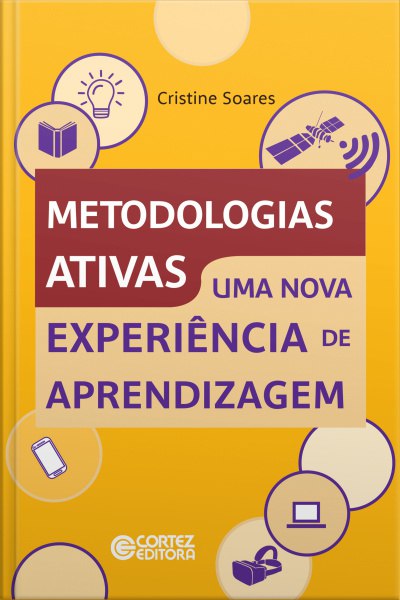 Cristine Soares
METODOLOGIAS
ATIVAS UMA NOVA
EXPERIÊNCIA DE
APRENDIZAGEM
CORTEZ
EDITORA